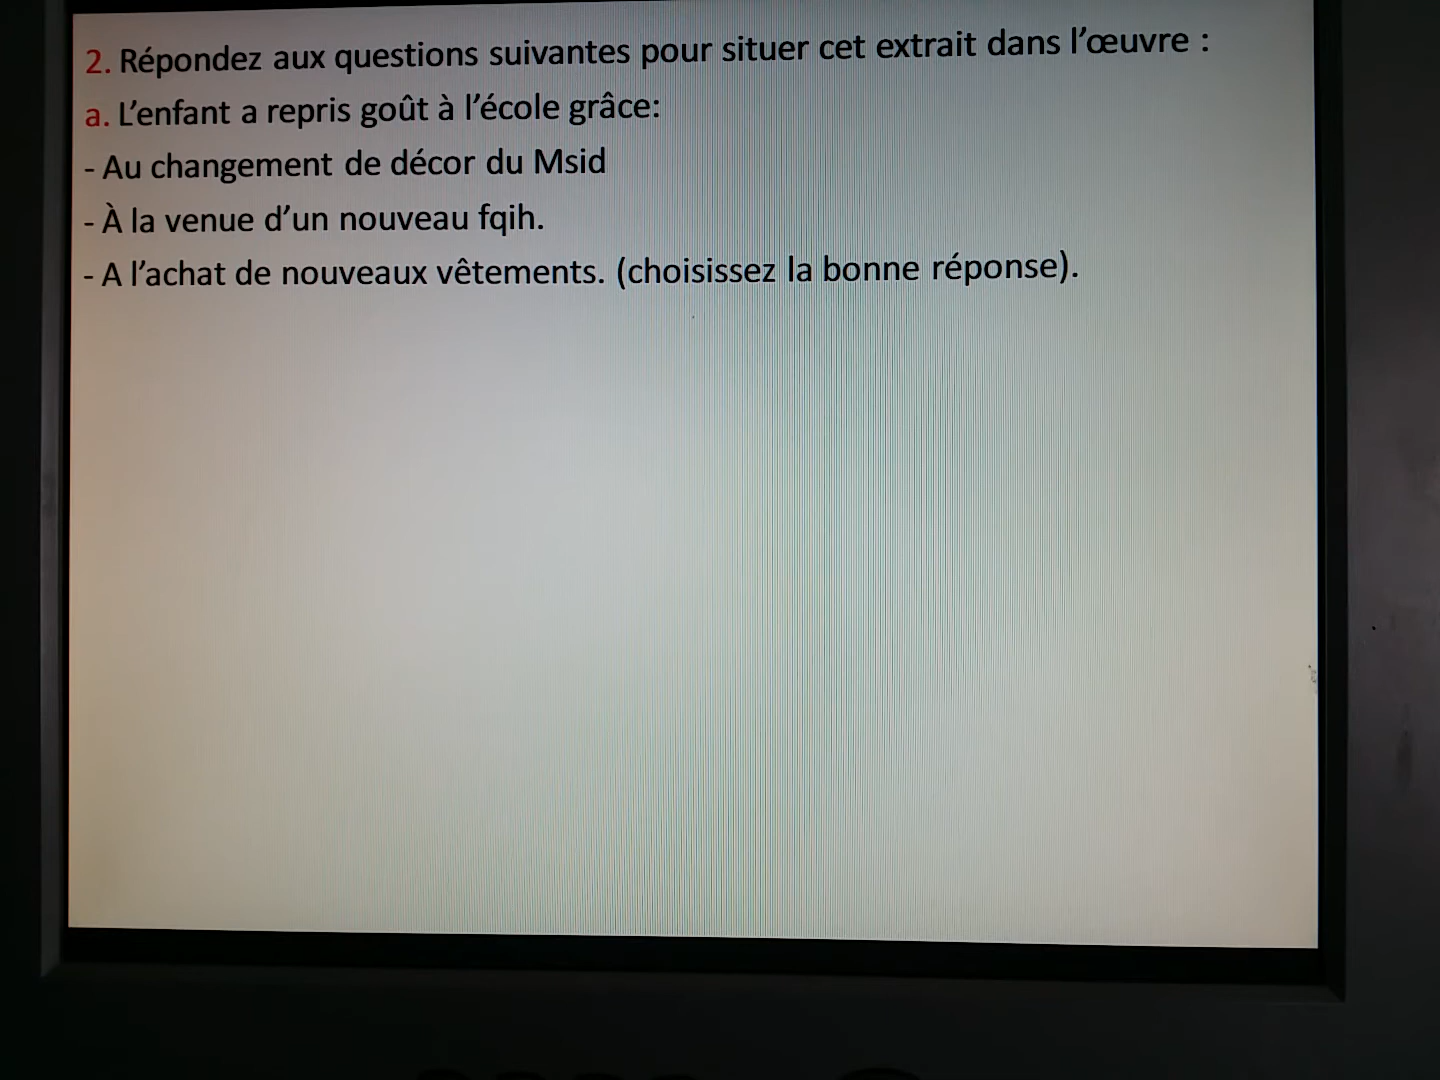 2. Répondez aux questions suivantes pour situer cet extrait dans l’œuvre :
a. L’enfant a repris goût à l’école grâce:
- Au changement de décor du Msid
- À la venue d’un nouveau fqih.
- A l’achat de nouveaux vêtements. (choisissez la bonne réponse).